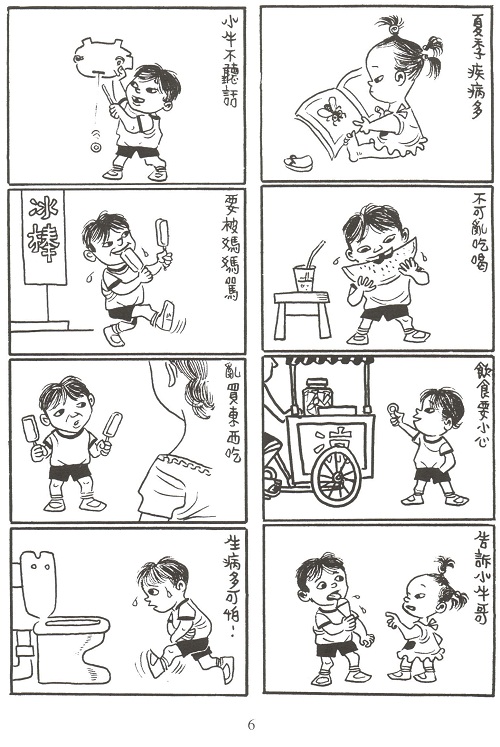 夏季疾病多
不可亂吃喝
飲食要小心
涼
告訴小牛哥
小牛不聽話
要被媽媽罵
冰棒
亂買東西吃
生病多可怕！
6